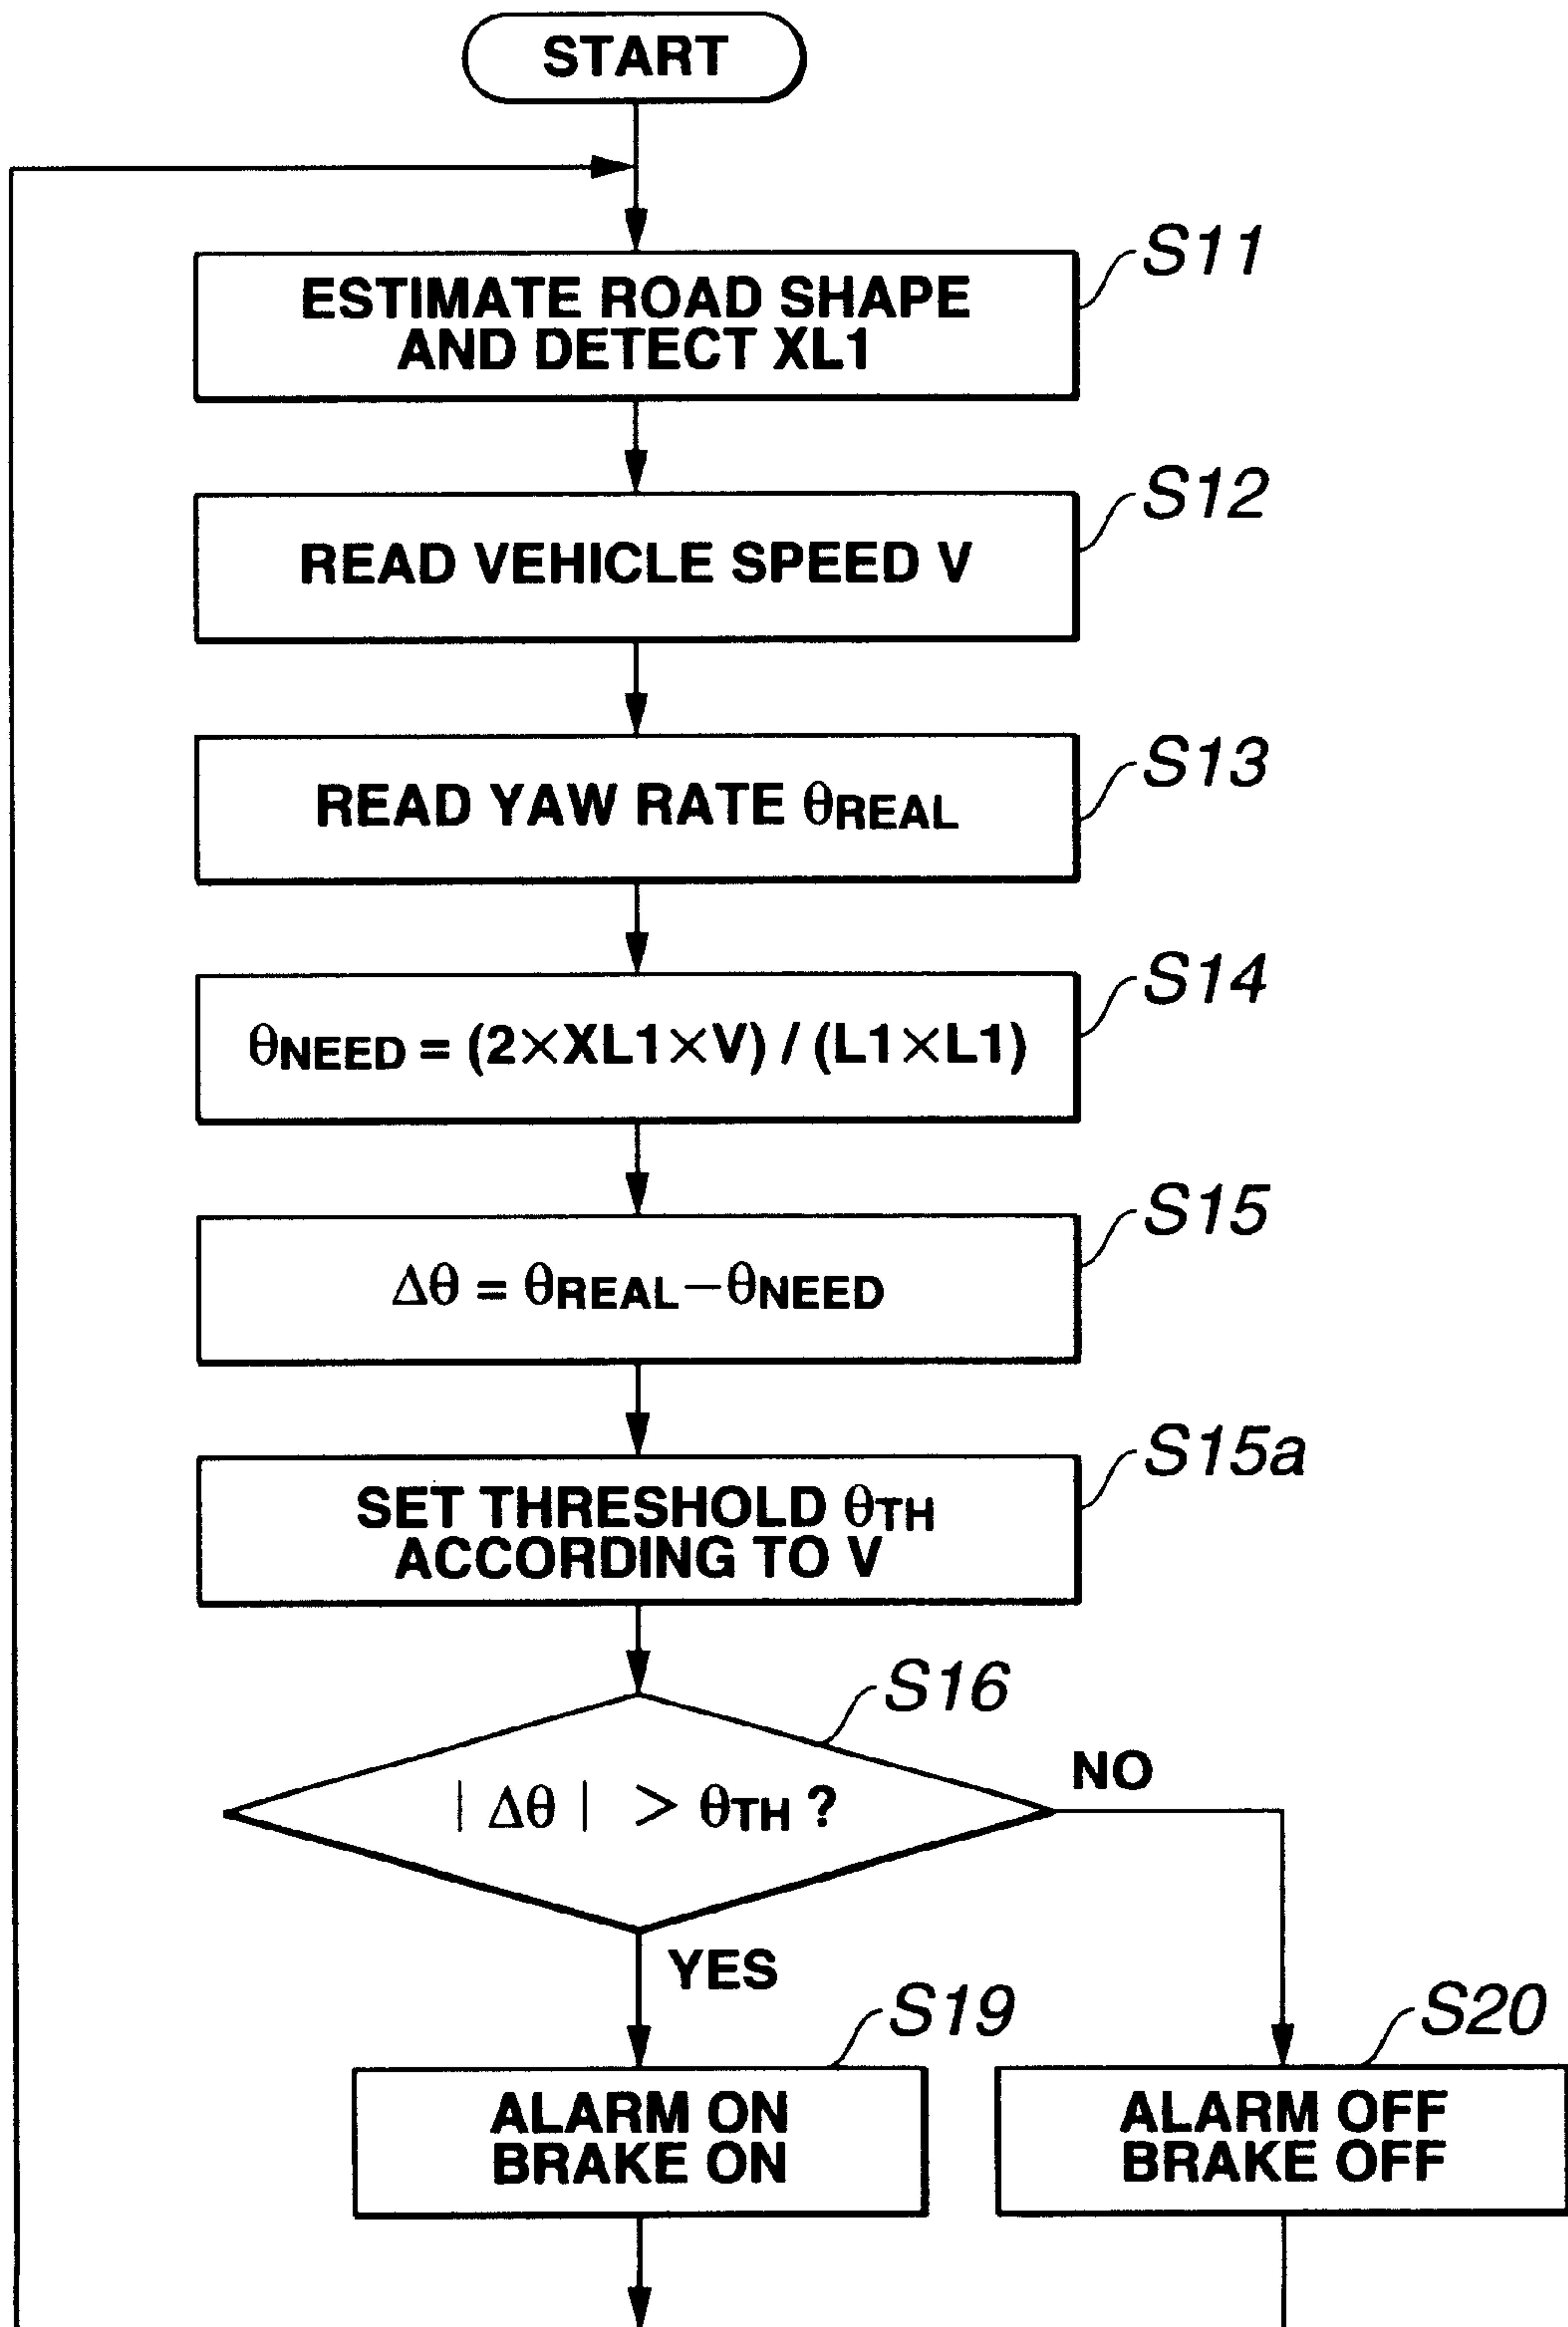 START
S11
ESTIMATE ROAD SHAPE
AND DETECT XL1
S12
READ VEHICLE SPEED V
S13
READ YAW RATE θREAL
S14
θNEED = (2×XL1×V) / (L1×L1)
S15
Δθ = θREAL−θNEED
S15a
SET THRESHOLD θTH
ACCORDING TO V
S16
| Δθ | > θTH ?
NO
YES
S19
ALARM ON
BRAKE ON
S20
ALARM OFF
BRAKE OFF